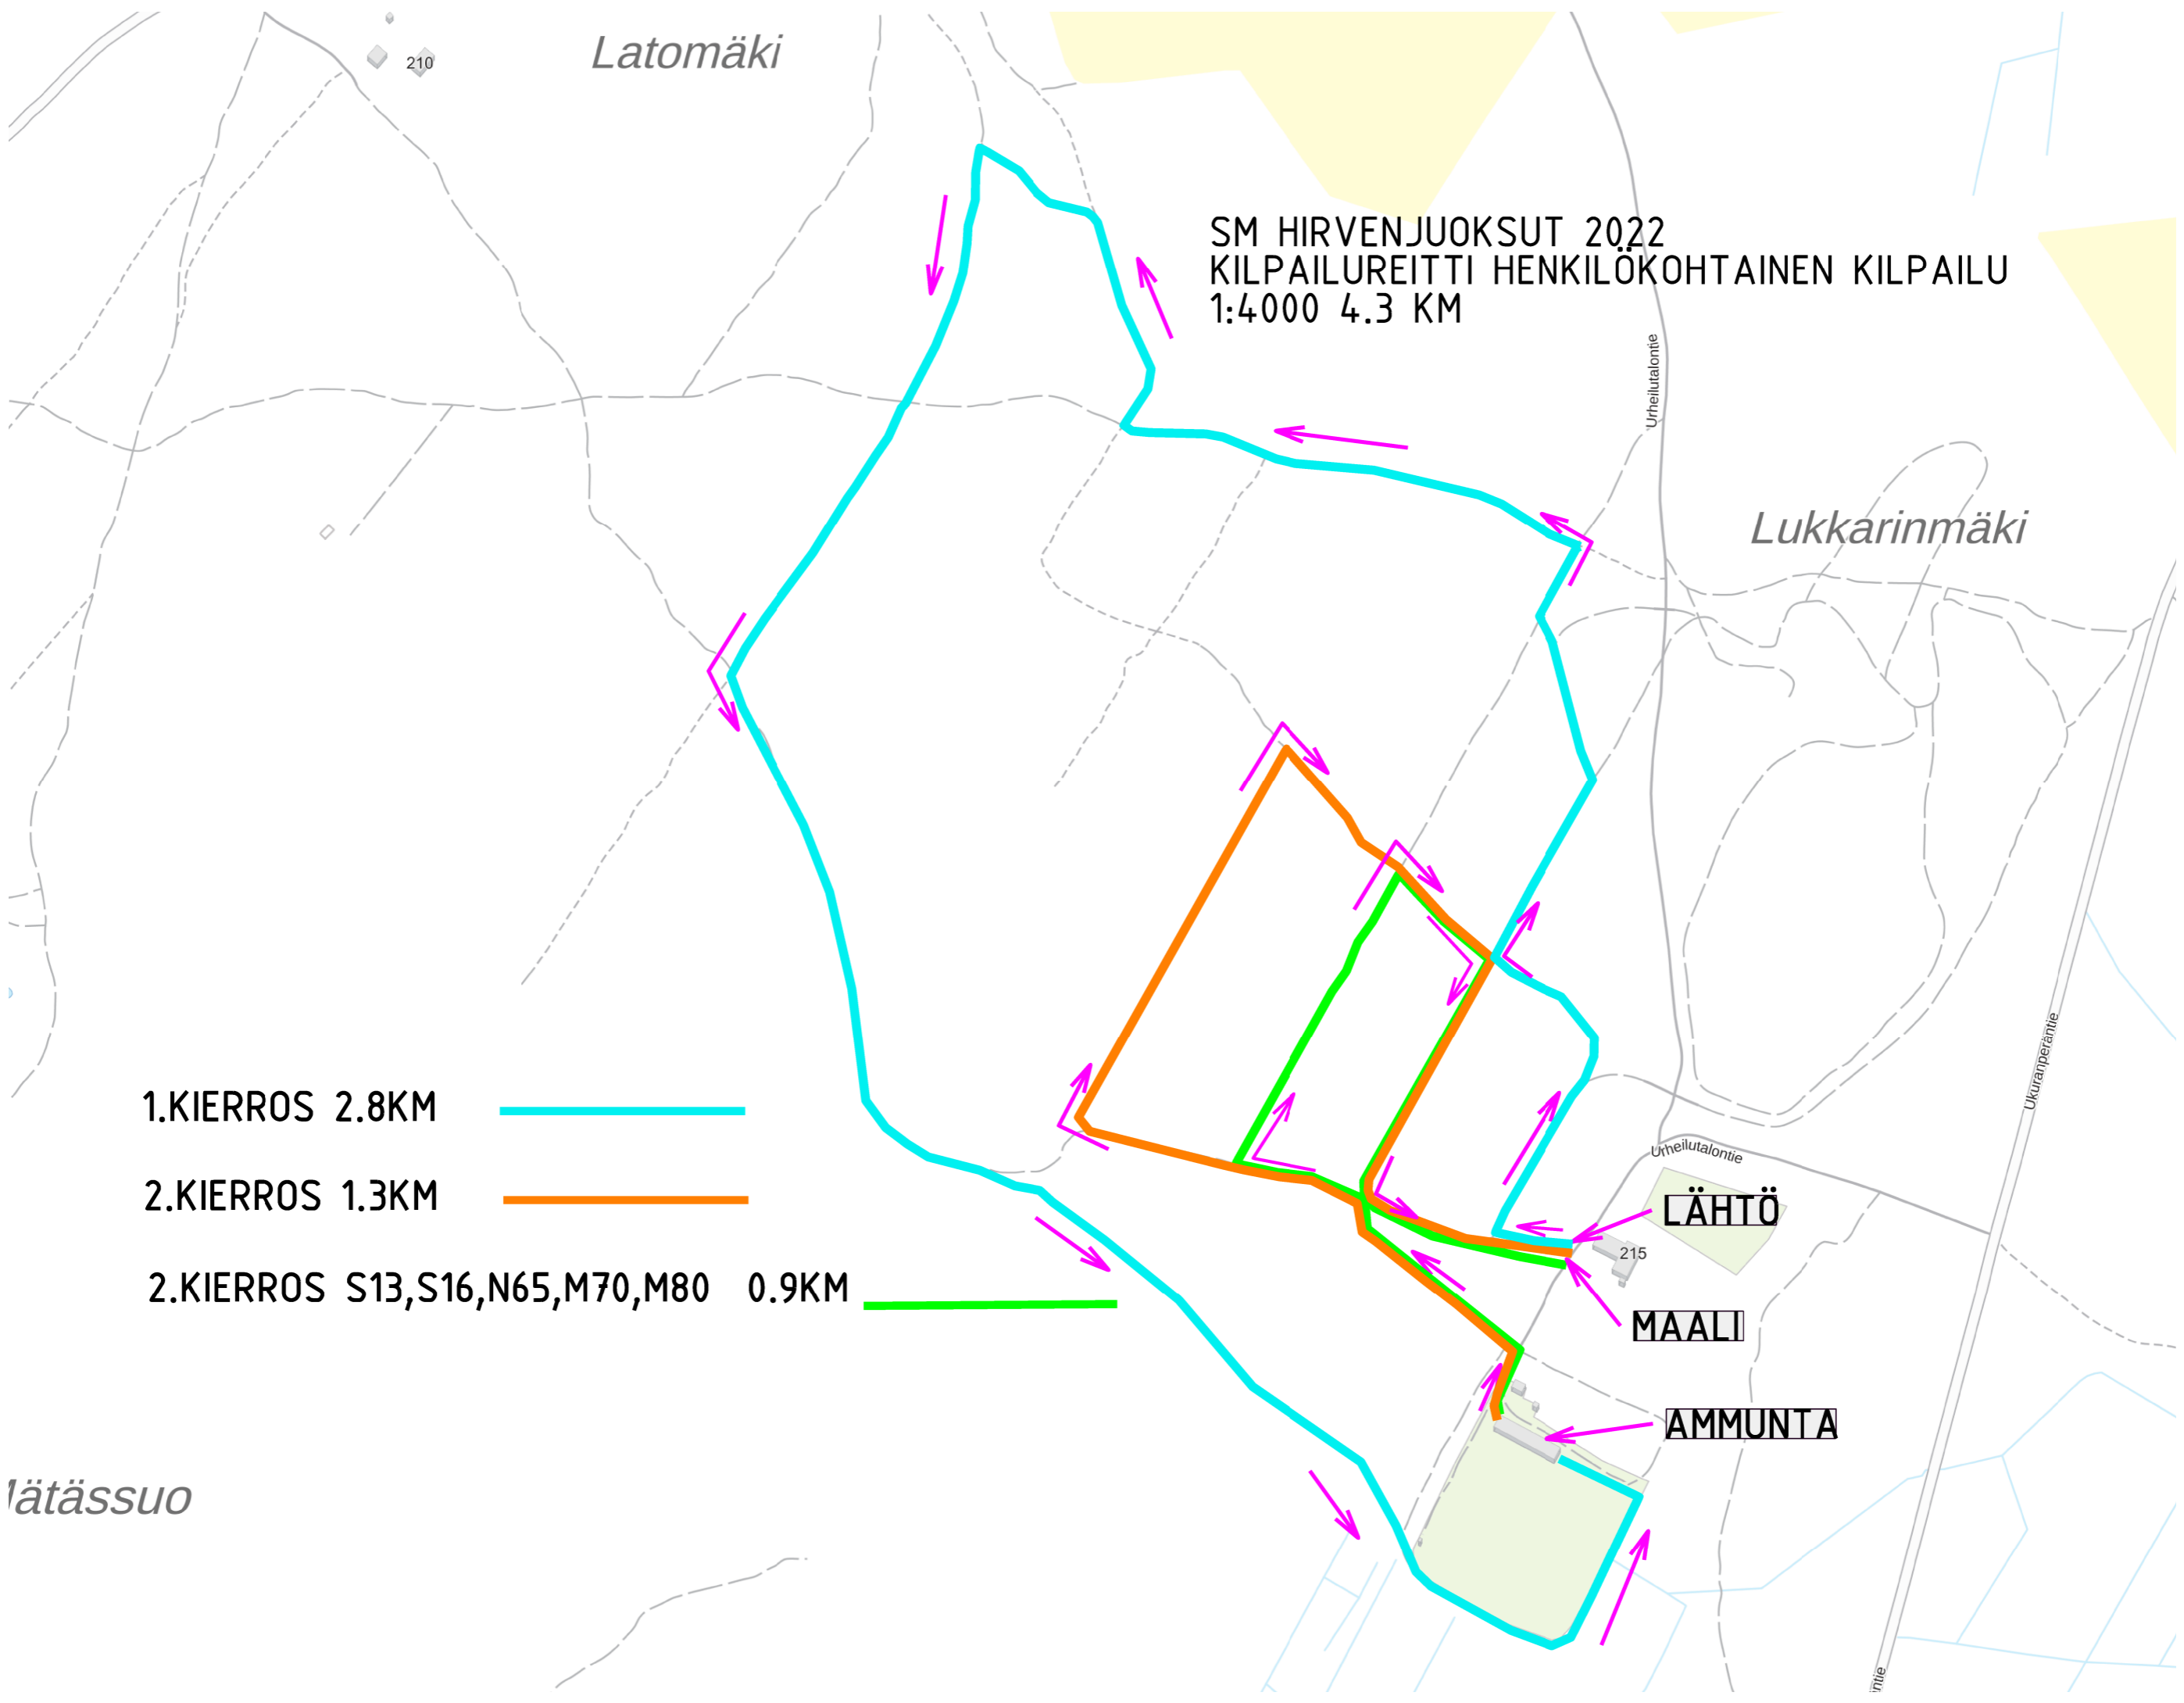 Latomäki
210
SM HIRVENJUOKSUT 2022
KILPAILUREITTI HENKILÖKOHTAINEN KILPAILU
1:4000 4.3 KM
Urheilutalontie
Lukkarinmäki
Ukuranperäntie
1.KIERROS 2.8KM
Urheilutalontie
2.KIERROS 1.3KM
LÄHTÖ
215
2.KIERROS S13,S16,N65,M70,M80 0.9KM
MAALI
AMMUNTA
ätässuo
ntie